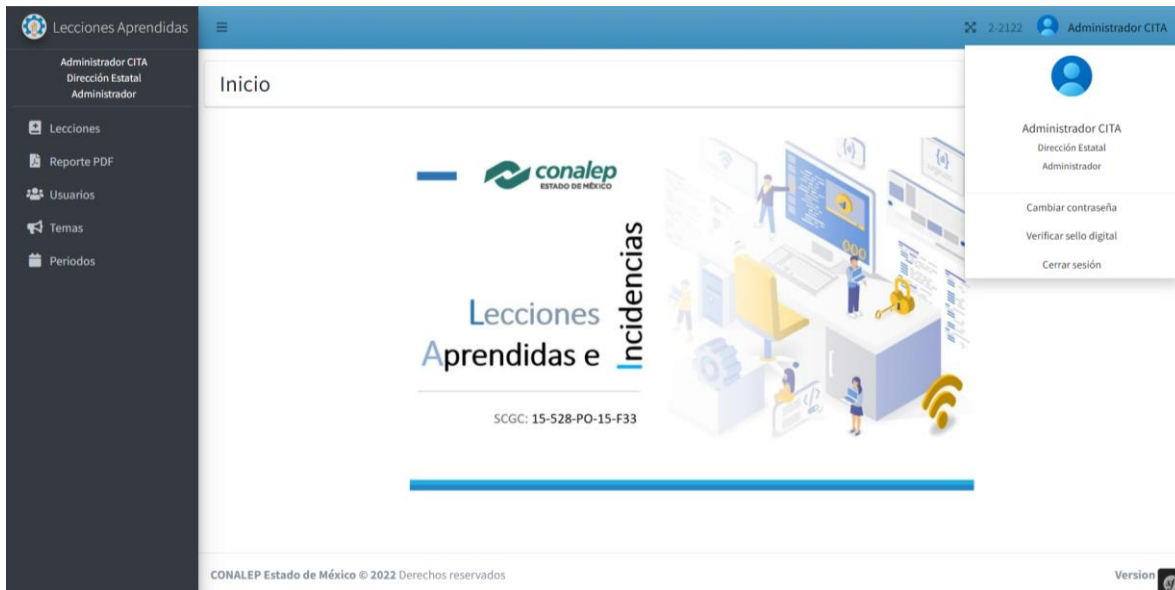 Lecciones Aprendidas
2-2122
Administrador CITA
Administrador CITA
Dirección Estatal
Administrador
Lecciones
Reporte PDF
Usuarios
Temas
Periodos
Inicio
conalep
ESTADO DE MÉXICO
Lecciones
Aprendidas e
Incidencias
SCGC: 15-528-PO-15-F33
Administrador CITA
Dirección Estatal
Administrador
Cambiar contraseña
Verificar sello digital
Cerrar sesión
CONALEP Estado de México © 2022 Derechos reservados
Version